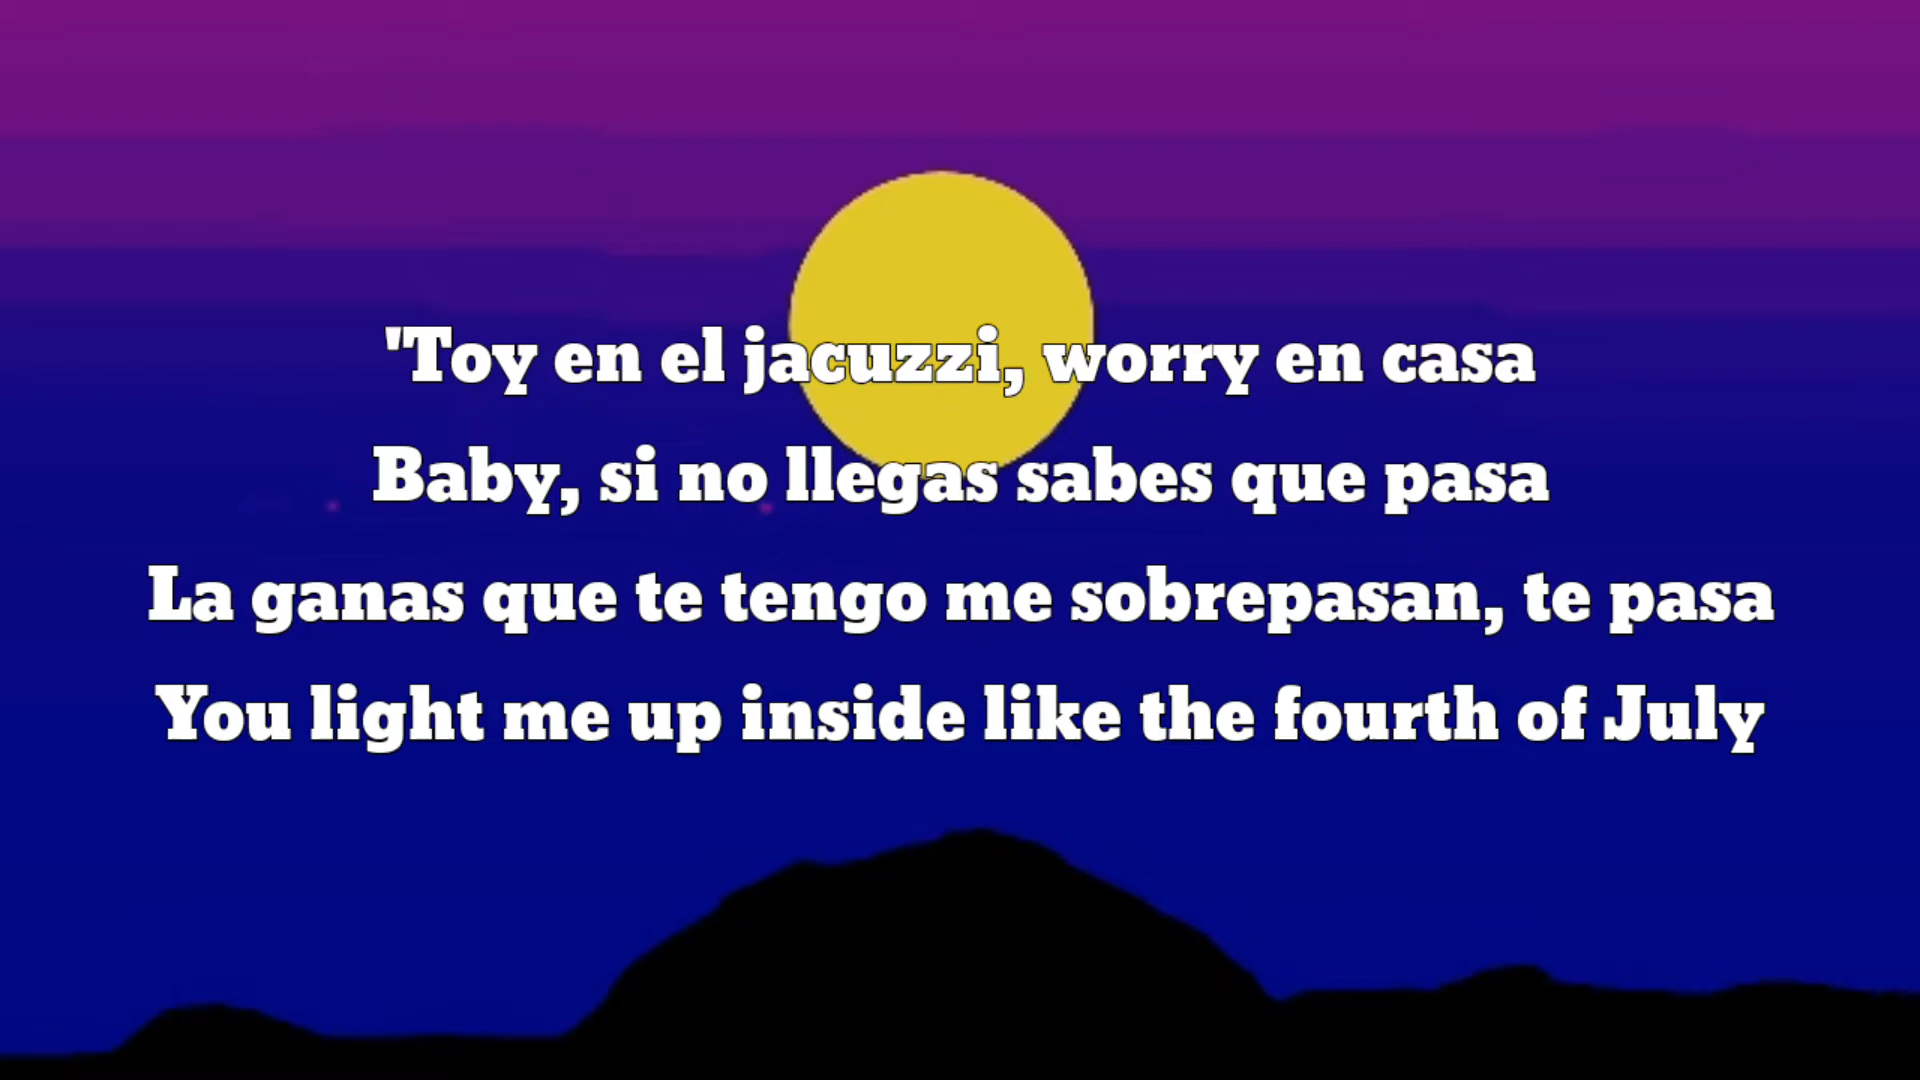 'Toy en el jacuzzi, worry en casa
Baby, si no llegas sabes que pasa
La ganas que te tengo me sobrepasan, te pasa
You light me up inside like the fourth of July